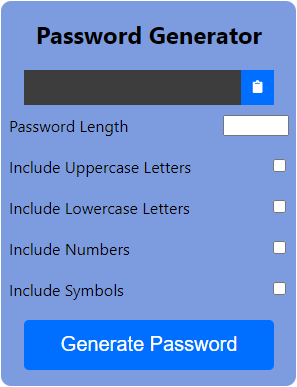 Password Generator
Password Length
Include Uppercase Letters
Include Lowercase Letters
Include Numbers
Include Symbols
Generate Password